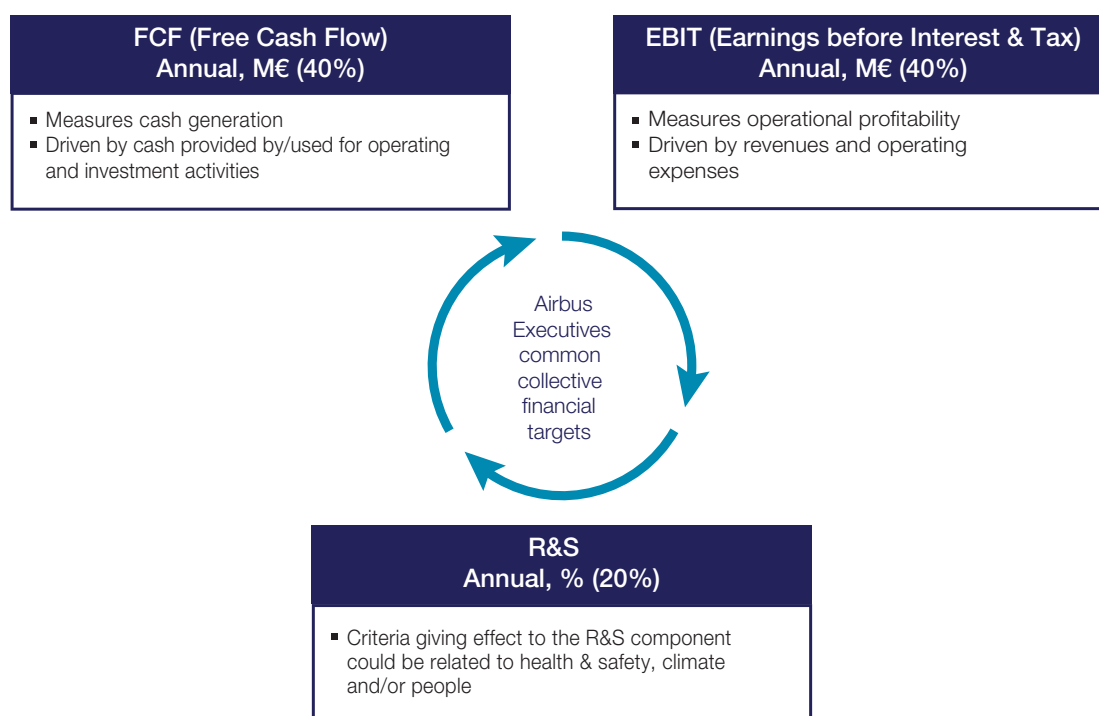 FCF (Free Cash Flow)
Annual, M€ (40%)
▪ Measures cash generation
▪ Driven by cash provided by/used for operating
and investment activities
EBIT (Earnings before Interest & Tax)
Annual, M€ (40%)
▪ Measures operational profitability
▪ Driven by revenues and operating
expenses
Airbus
Executives
common
collective
financial
targets
R&S
Annual, % (20%)
▪ Criteria giving effect to the R&S component
could be related to health & safety, climate
and/or people